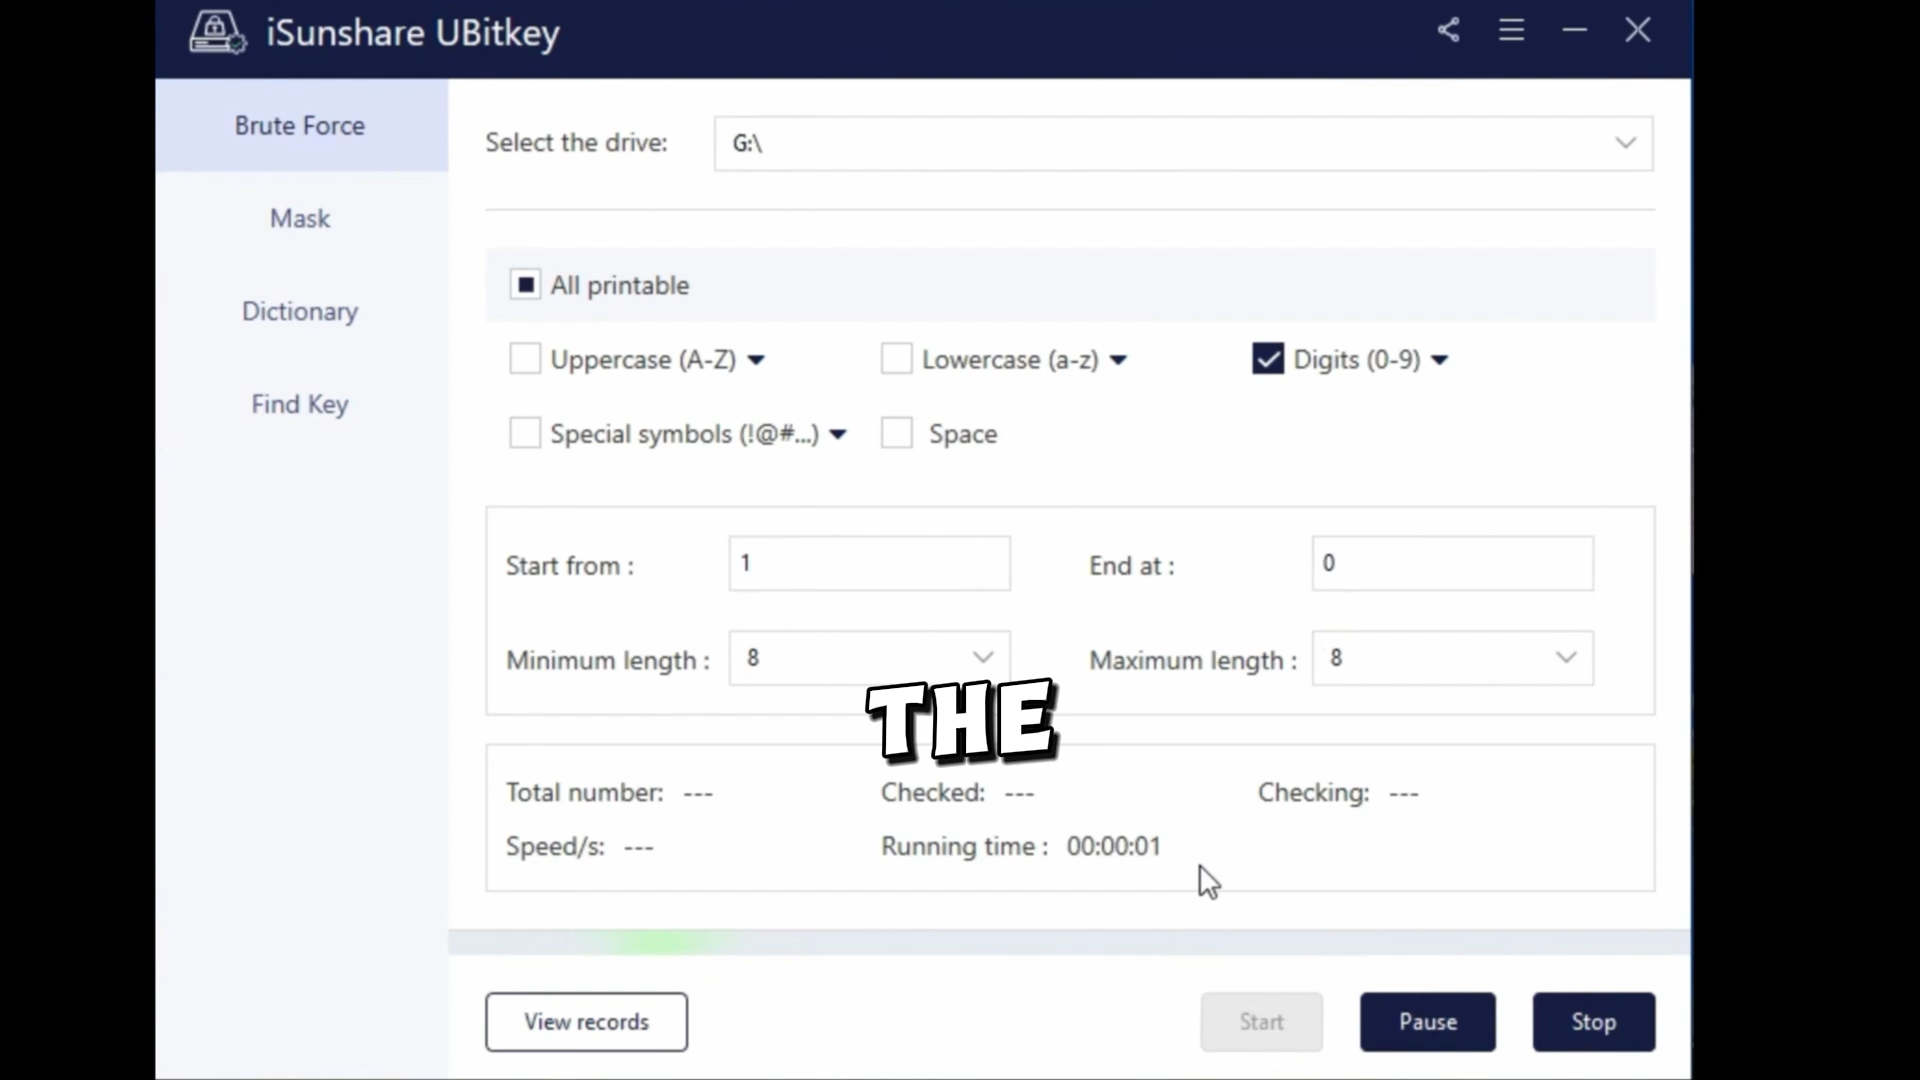 iSunshare UBitkey
Brute Force
Mask
Dictionary
Find Key
Select the drive: G:\
All printable
Uppercase (A-Z) Lowercase (a-z) Digits (0-9)
Special symbols (!@#...) Space
Start from : 1 End at : 0
Minimum length : 8 Maximum length : 8
THE
Total number: --- Checked: --- Checking: ---
Speed/s: --- Running time : 00:00:01
View records Start Pause Stop